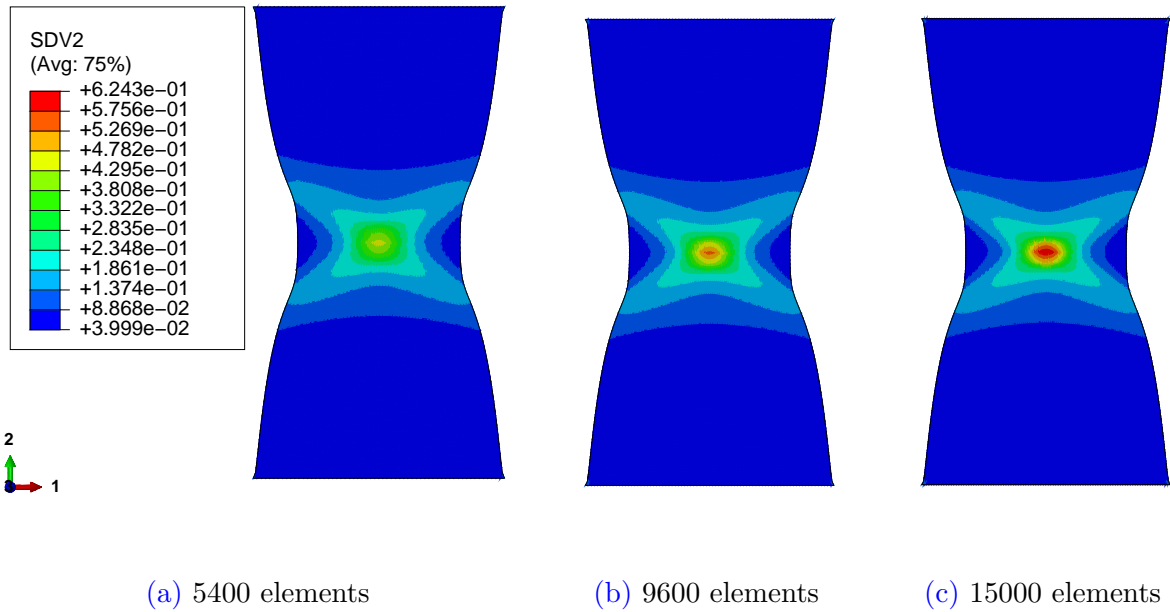 SDV2
(Avg: 75%)
+6.243e−01
+5.756e−01
+5.269e−01
+4.782e−01
+4.295e−01
+3.808e−01
+3.322e−01
+2.835e−01
+2.348e−01
+1.861e−01
+1.374e−01
+8.868e−02
+3.999e−02
2
3 1
(a) 5400 elements
(b) 9600 elements
(c) 15000 elements